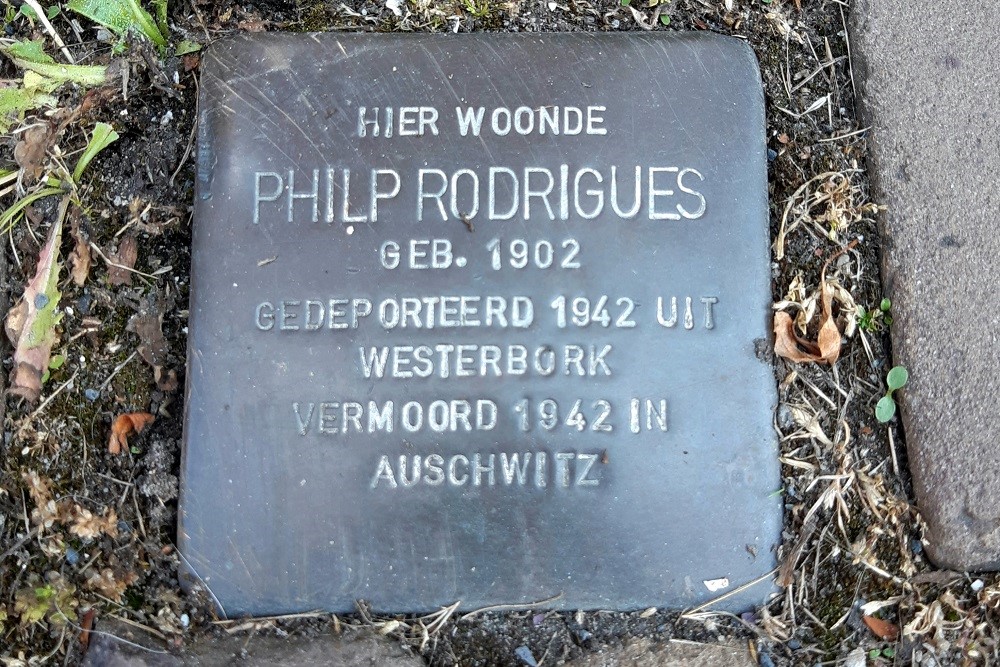 HIER WOONDE
PHILP RODRIGUES
GEB. 1902
GEDEPORTEERD 1942 UIT
WESTERBORK
VERMOORD 1942 IN
AUSCHWITZ